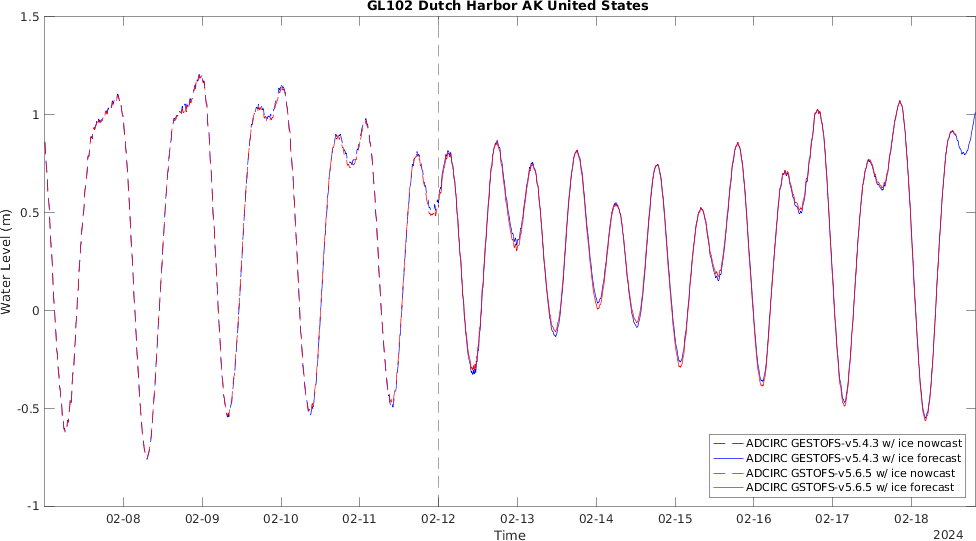 GL102 Dutch Harbor AK United States
1.5
1
0.5
0
-0.5
-1
Water Level (m)
ADCIRC GESTOFS-v5.4.3 w/ ice nowcast
ADCIRC GESTOFS-v5.4.3 w/ ice forecast
ADCIRC GSTOFS-v5.6.5 w/ ice nowcast
ADCIRC GSTOFS-v5.6.5 w/ ice forecast
02-08 02-09 02-10 02-11 02-12 02-13 02-14 02-15 02-16 02-17 02-18
Time
2024